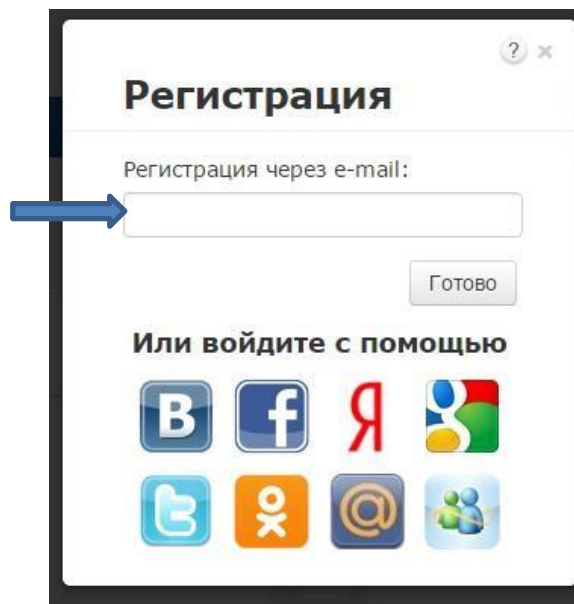 ?
Регистрация
Регистрация через e-mail:
Готово
Или войдите с помощью
В f Я g
t @